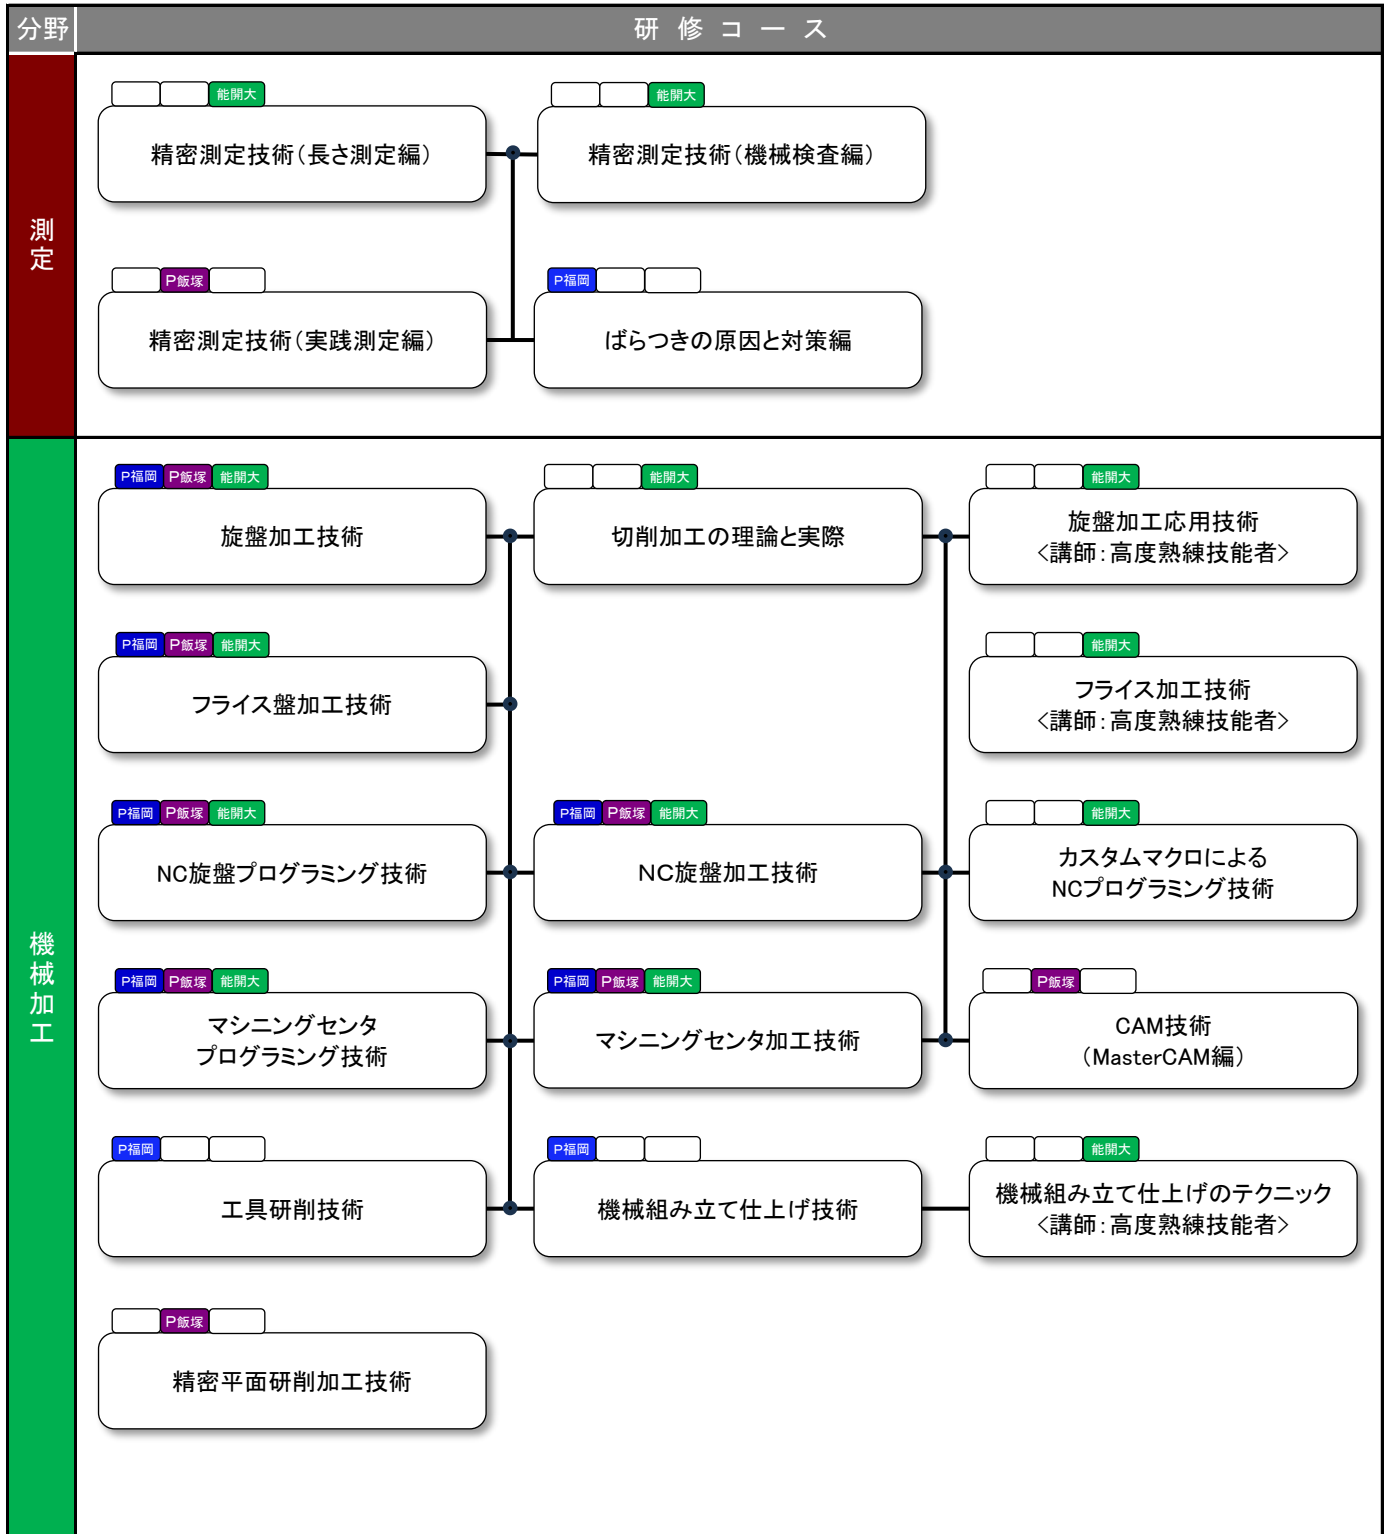 分野
研修コース
測定
能開大
精密測定技術（長さ測定編）
能開大
精密測定技術（機械検査編）
P飯塚
精密測定技術（実践測定編）
P福岡
ばらつきの原因と対策編
機械加工
P福岡 P飯塚 能開大
旋盤加工技術
能開大
切削加工の理論と実際
能開大
旋盤加工応用技術
＜講師：高度熟練技能者＞
P福岡 P飯塚 能開大
フライス盤加工技術
能開大
フライス加工技術
＜講師：高度熟練技能者＞
P福岡 P飯塚 能開大
NC旋盤プログラミング技術
P福岡 P飯塚 能開大
ＮＣ旋盤加工技術
能開大
カスタムマクロによる
NCプログラミング技術
P福岡 P飯塚 能開大
マシニングセンタ
プログラミング技術
P福岡 P飯塚 能開大
マシニングセンタ加工技術
P飯塚
CAM技術
（MasterCAM編）
P福岡
工具研削技術
P福岡
機械組み立て仕上げ技術
能開大
機械組み立て仕上げのテクニック
＜講師：高度熟練技能者＞
P飯塚
精密平面研削加工技術